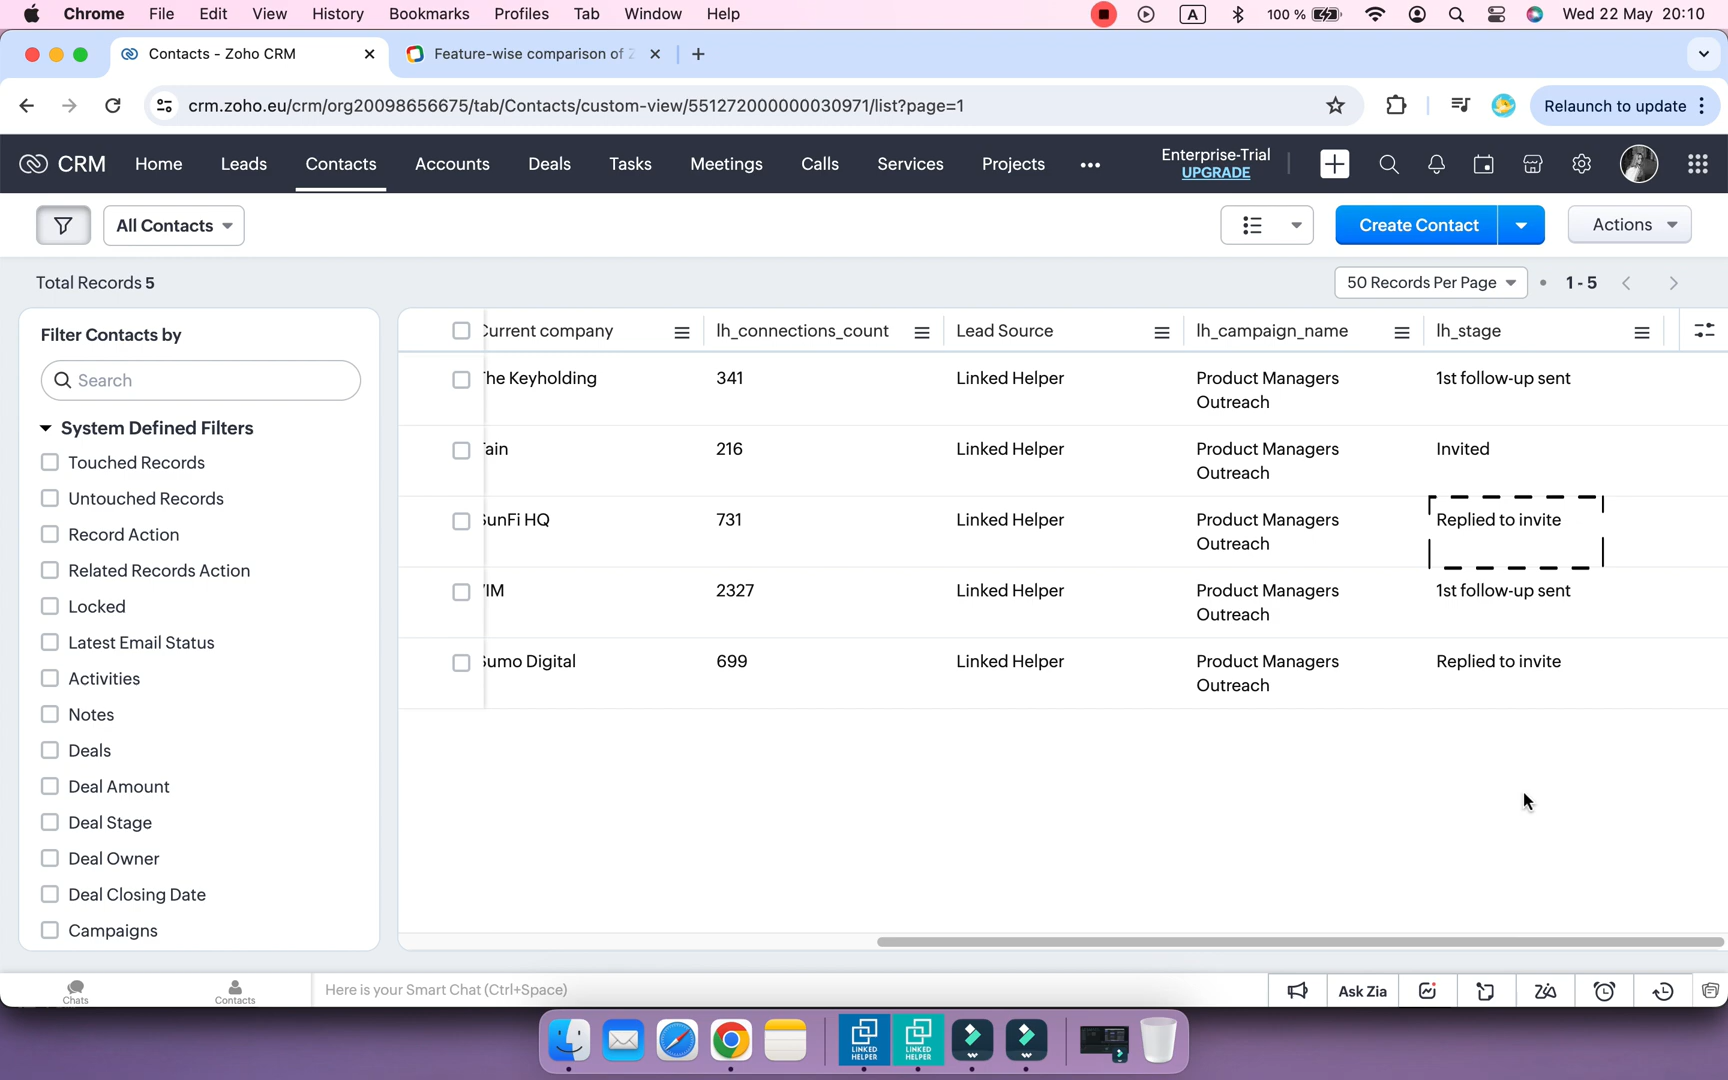 Chrome File Edit View History Bookmarks Profiles Tab Window Help A 100 % Wed 22 May 20:10
Contacts - Zoho CRM Feature-wise comparison of
crm.zoho.eu/crm/org20098656675/tab/Contacts/custom-view/551272000000030971/list?page=1 Relaunch to update
CRM Home Leads Contacts Accounts Deals Tasks Meetings Calls Services Projects Enterprise-Trial
UPGRADE
All Contacts Create Contact Actions
Total Records 5 50 Records Per Page 1 - 5
Filter Contacts by
Search
System Defined Filters
Touched Records
Untouched Records
Record Action
Related Records Action
Locked
Latest Email Status
Activities
Notes
Deals
Deal Amount
Deal Stage
Deal Owner
Deal Closing Date
Campaigns
Current company lh_connections_count Lead Source lh_campaign_name lh_stage
The Keyholding 341 Linked Helper Product Managers 1st follow-up sent
Outreach
216 Linked Helper Product Managers Invited
Outreach
SunFi HQ 731 Linked Helper Product Managers Replied to invite
Outreach
2327 Linked Helper Product Managers 1st follow-up sent
Outreach
Sumo Digital 699 Linked Helper Product Managers Replied to invite
Outreach
Chats Contacts Here is your Smart Chat (Ctrl+Space) Ask Zia
LINKED LINKED
HELPER HELPER